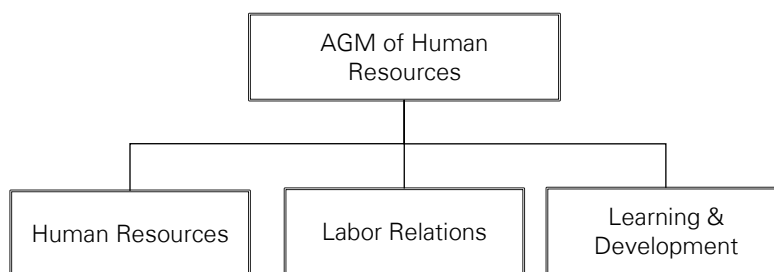 AGM of Human
Resources
Human Resources
Labor Relations
Learning &
Development